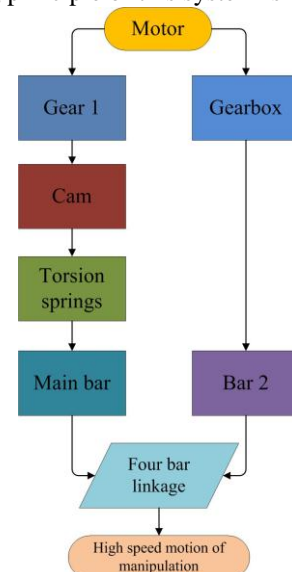 Motor
Gear 1
Gearbox
Cam
Torsion
springs
Main bar
Bar 2
Four bar
linkage
High speed motion of
manipulation